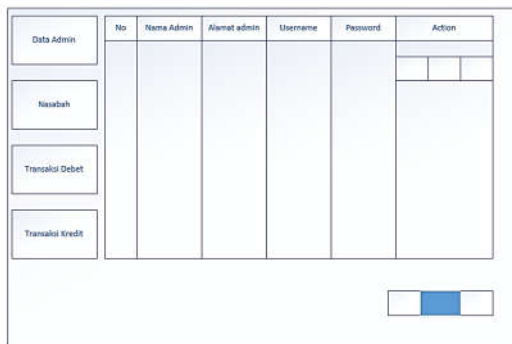 Data Admin
Nasabah
Transaksi Debet
Transaksi Kredit
No Nama Admin Alamat admin Username Password Action